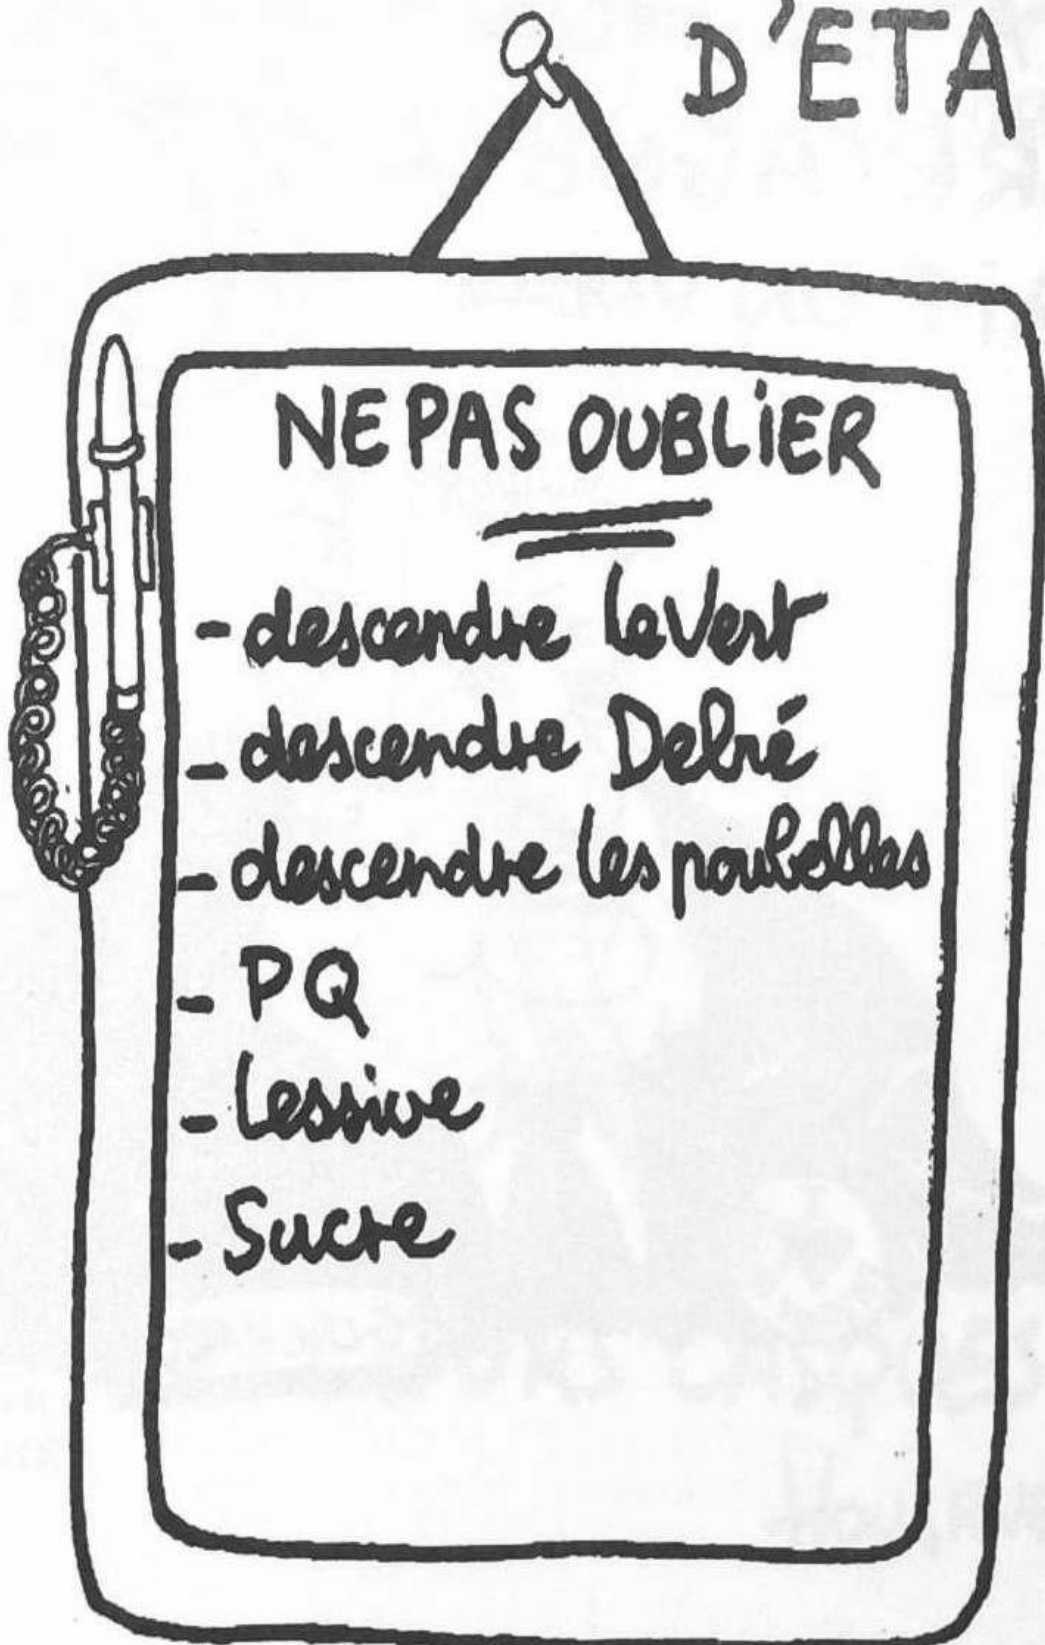 D'ETA
NE PAS OUBLIER
- descendre le Vert
- descendre Debré
- descendre les poubelles
- PQ
- Lessive
- Sucre